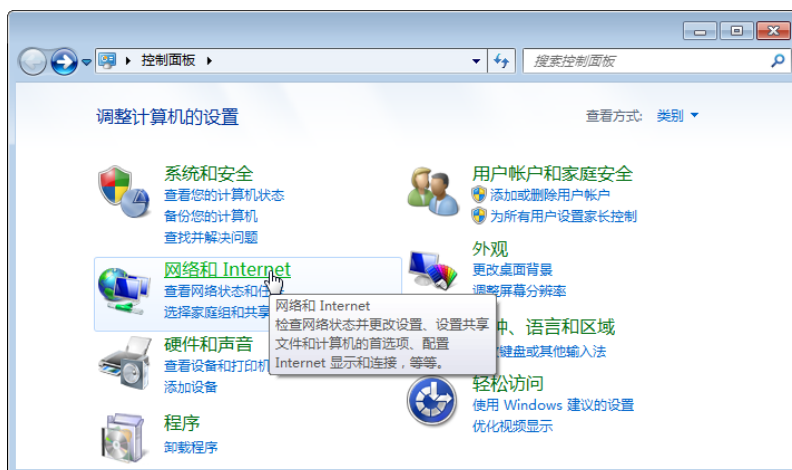 控制面板
搜索控制面板
调整计算机的设置
查看方式: 类别
系统和安全
查看您的计算机状态
备份您的计算机
查找并解决问题
网络和 Internet
查看网络状态和任
选择家庭组和共享
硬件和声音
查看设备和打印机
添加设备
程序
卸载程序
用户帐户和家庭安全
添加或删除用户帐户
为所有用户设置家长控制
外观
更改桌面背景
调整屏幕分辨率
钟、语言和区域
键盘或其他输入法
轻松访问
使用 Windows 建议的设置
优化视频显示
网络和 Internet
检查网络状态并更改设置、设置共享
文件和计算机的首选项、配置
Internet 显示和连接，等等。